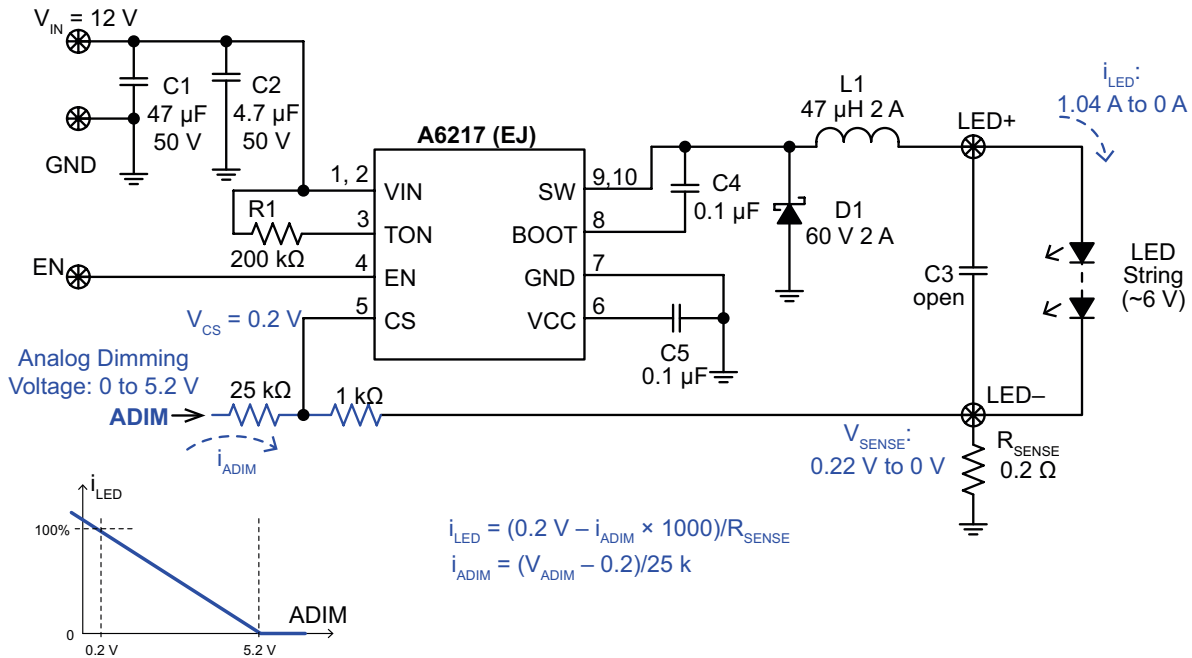 V_IN = 12 V
C1
47 µF
50 V
C2
4.7 µF
50 V
GND
A6217 (EJ)
1, 2
VIN
R1
200 kΩ
3
TON
EN
4
EN
V_CS = 0.2 V
5
CS
SW
9,10
BOOT
8
GND
7
VCC
6
C4
0.1 µF
C5
0.1 µF
D1
60 V 2 A
L1
47 µH 2 A
LED+
i_LED:
1.04 A to 0 A
C3
open
LED
String
(~6 V)
LED–
Analog Dimming
Voltage: 0 to 5.2 V
ADIM
25 kΩ
1 kΩ
i_ADIM
V_SENSE:
0.22 V to 0 V
R_SENSE
0.2 Ω
i_LED
100%
0
0.2 V
5.2 V
ADIM
i_LED = (0.2 V – i_ADIM × 1000)/R_SENSE
i_ADIM = (V_ADIM – 0.2)/25 k